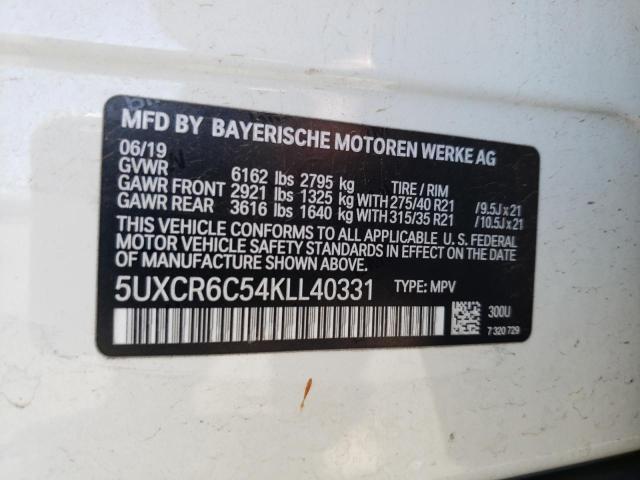 MFD BY BAYERISCHE MOTOREN WERKE AG
06/19
GVWR 6162 lbs 2795 kg TIRE / RIM
GAWR FRONT 2921 lbs 1325 kg WITH 275/40 R21 /9.5J x 21
GAWR REAR 3616 lbs 1640 kg WITH 315/35 R21 /10.5J x 21
THIS VEHICLE CONFORMS TO ALL APPLICABLE U. S. FEDERAL
MOTOR VEHICLE SAFETY STANDARDS IN EFFECT ON THE DATE
OF MANUFACTURE SHOWN ABOVE.
5UXCR6C54KLL40331 TYPE: MPV
300U
7 320 729